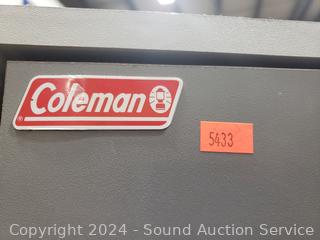 Coleman
®
5433
Copyright 2024 - Sound Auction Service